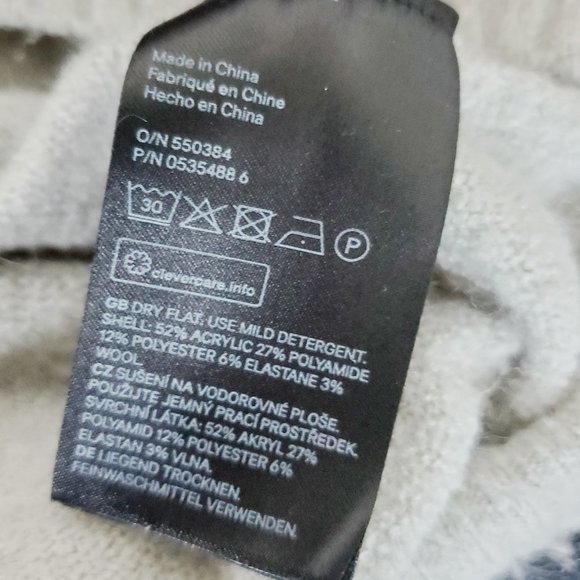 Made in China
Fabriqué en Chine
Hecho en China
O/N 550384
P/N 0535488 6
30
P
clevercare.info
GB DRY FLAT. USE MILD DETERGENT.
SHELL: 52% ACRYLIC 27% POLYAMIDE
12% POLYESTER 6% ELASTANE 3%
WOOL.
CZ SUŠENÍ NA VODOROVNÉ PLOŠE.
POUŽIJTE JEMNÝ PRACÍ PROSTŘEDEK.
SVRCHNÍ LÁTKA: 52% AKRYL 27%
POLYAMID 12% POLYESTER 6%
ELASTAN 3% VLNA.
DE LIEGEND TROCKNEN.
FEINWASCHMITTEL VERWENDEN.